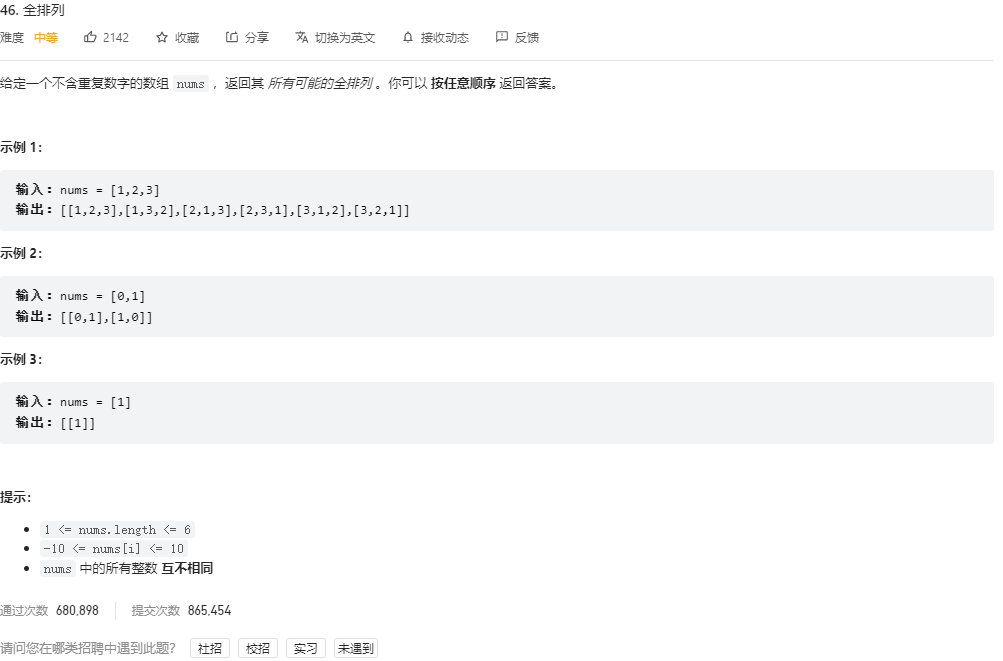 46. 全排列
难度 中等 2142 收藏 分享 切换为英文 接收动态 反馈
给定一个不含重复数字的数组 nums ，返回其 所有可能的全排列 。你可以 按任意顺序 返回答案。
示例 1：
输入：nums = [1,2,3]
输出：[[1,2,3],[1,3,2],[2,1,3],[2,3,1],[3,1,2],[3,2,1]]
示例 2：
输入：nums = [0,1]
输出：[[0,1],[1,0]]
示例 3：
输入：nums = [1]
输出：[[1]]
提示：
1 <= nums.length <= 6
-10 <= nums[i] <= 10
nums 中的所有整数 互不相同
通过次数 680,898 提交次数 865,454
请问您在哪类招聘中遇到此题？ 社招 校招 实习 未遇到